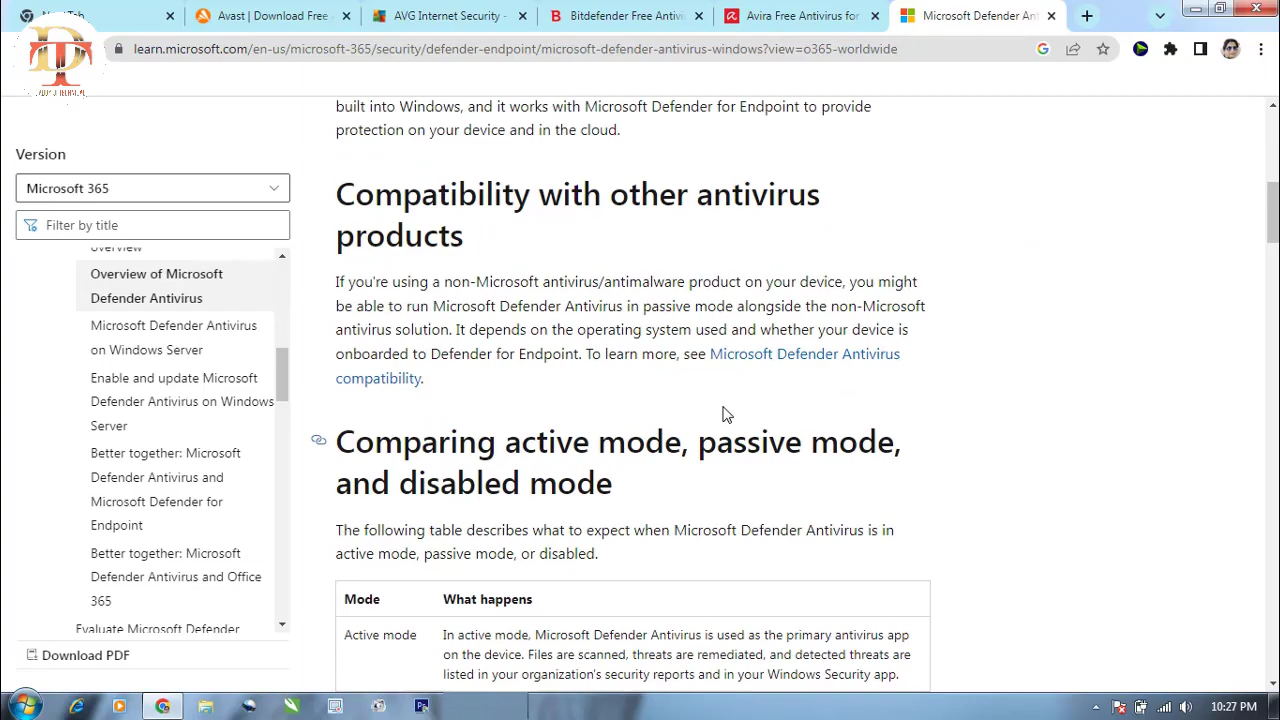 New Tab
Avast | Download Free
AVG Internet Security -
Bitdefender Free Antivi
Avira Free Antivirus for
Microsoft Defender Ant
learn.microsoft.com/en-us/microsoft-365/security/defender-endpoint/microsoft-defender-antivirus-windows?view=o365-worldwide
built into Windows, and it works with Microsoft Defender for Endpoint to provide
protection on your device and in the cloud.
Version
Microsoft 365
Filter by title
Overview
Overview of Microsoft
Defender Antivirus
Microsoft Defender Antivirus
on Windows Server
Enable and update Microsoft
Defender Antivirus on Windows
Server
Better together: Microsoft
Defender Antivirus and
Microsoft Defender for
Endpoint
Better together: Microsoft
Defender Antivirus and Office
365
Evaluate Microsoft Defender
Download PDF
Compatibility with other antivirus
products
If you're using a non-Microsoft antivirus/antimalware product on your device, you might
be able to run Microsoft Defender Antivirus in passive mode alongside the non-Microsoft
antivirus solution. It depends on the operating system used and whether your device is
onboarded to Defender for Endpoint. To learn more, see Microsoft Defender Antivirus
compatibility.
Comparing active mode, passive mode,
and disabled mode
The following table describes what to expect when Microsoft Defender Antivirus is in
active mode, passive mode, or disabled.
Mode What happens
Active mode In active mode, Microsoft Defender Antivirus is used as the primary antivirus app
on the device. Files are scanned, threats are remediated, and detected threats are
listed in your organization's security reports and in your Windows Security app.
10:27 PM